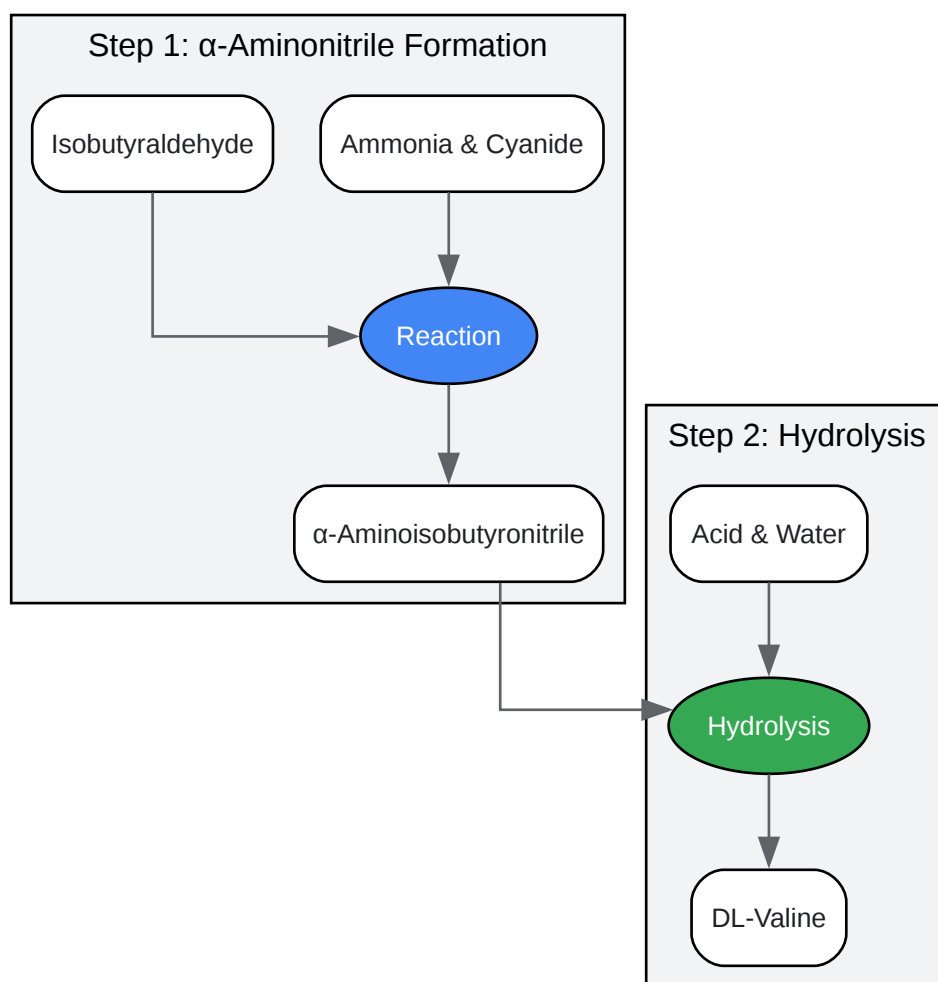 Step 1: α-Aminonitrile Formation
Isobutyraldehyde
Ammonia & Cyanide
Reaction
α-Aminoisobutyronitrile
Step 2: Hydrolysis
Acid & Water
Hydrolysis
DL-Valine